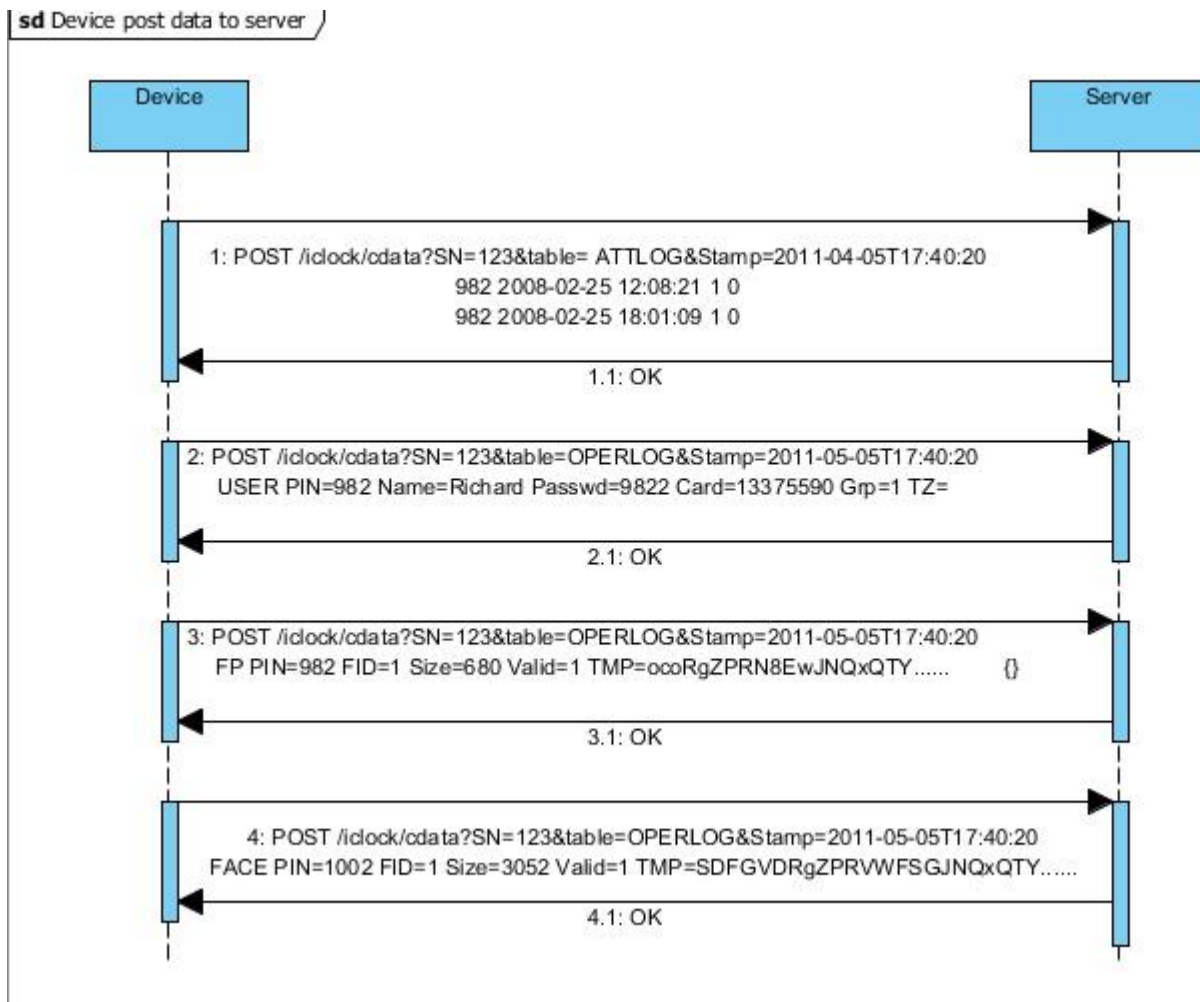 sd Device post data to server
Device
Server
1: POST /iclock/cdata?SN=123&table= ATTLOG&Stamp=2011-04-05T17:40:20
982 2008-02-25 12:08:21 1 0
982 2008-02-25 18:01:09 1 0
1.1: OK
2: POST /iclock/cdata?SN=123&table=OPERLOG&Stamp=2011-05-05T17:40:20
USER PIN=982 Name=Richard Passwd=9822 Card=13375590 Grp=1 TZ=
2.1: OK
3: POST /iclock/cdata?SN=123&table=OPERLOG&Stamp=2011-05-05T17:40:20
FP PIN=982 FID=1 Size=680 Valid=1 TMP=ocoRgZPRN8EwJNQxQTY...... {}
3.1: OK
4: POST /iclock/cdata?SN=123&table=OPERLOG&Stamp=2011-05-05T17:40:20
FACE PIN=1002 FID=1 Size=3052 Valid=1 TMP=SDFGVDRgZPRVWFSGJNQxQTY......
4.1: OK